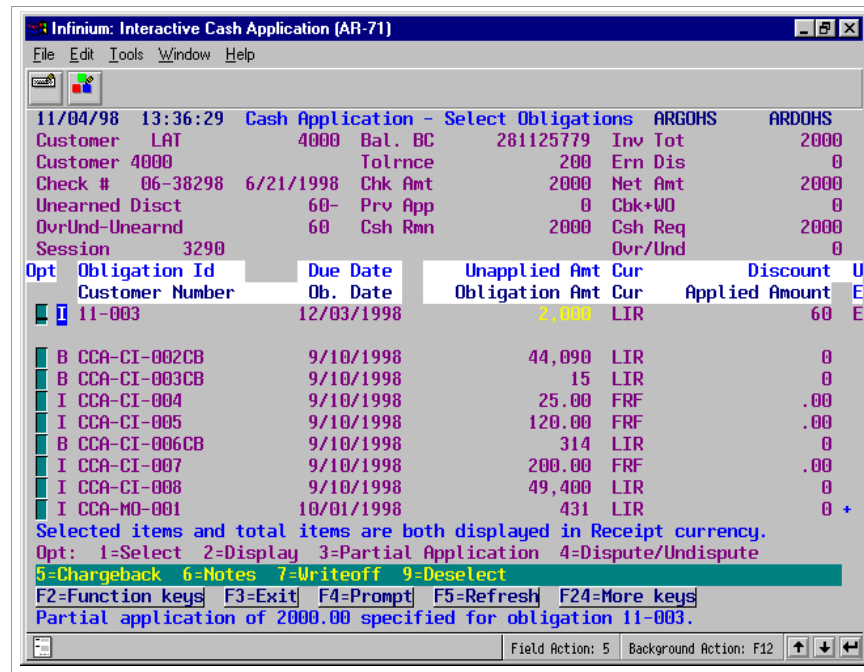 Infinium: Interactive Cash Application (AR-71)
File Edit Tools Window Help
11/04/98 13:36:29 Cash Application - Select Obligations ARGOHS ARDOHS
Customer LAT 4000 Bal. BC 281125779 Inv Tot 2000
Customer 4000 Tolrnce 200 Ern Dis 0
Check # 06-38298 6/21/1998 Chk Amt 2000 Net Amt 2000
Unearned Disct 60- Prv App 0 Cbk+WO 0
OvrUnd-Unearnd 60 Csh Rmn 2000 Csh Req 2000
Session 3290 Ovr/Und 0
Opt Obligation Id Due Date Unapplied Amt Cur Discount U
Customer Number Ob. Date Obligation Amt Cur Applied Amount E
I 11-003 12/03/1998 2,000 LIR 60 E
B CCA-CI-002CB 9/10/1998 44,090 LIR 0
B CCA-CI-003CB 9/10/1998 15 LIR 0
I CCA-CI-004 9/10/1998 25.00 FRF .00
I CCA-CI-005 9/10/1998 120.00 FRF .00
B CCA-CI-006CB 9/10/1998 314 LIR 0
I CCA-CI-007 9/10/1998 200.00 FRF .00
I CCA-CI-008 9/10/1998 49,400 LIR 0
I CCA-MO-001 10/01/1998 431 LIR 0 +
Selected items and total items are both displayed in Receipt currency.
Opt: 1=Select 2=Display 3=Partial Application 4=Dispute/Undispute
5=Chargeback 6=Notes 7=Writeoff 9=Deselect
F2=Function keys F3=Exit F4=Prompt F5=Refresh F24=More keys
Partial application of 2000.00 specified for obligation 11-003.
Field Action: 5 Background Action: F12